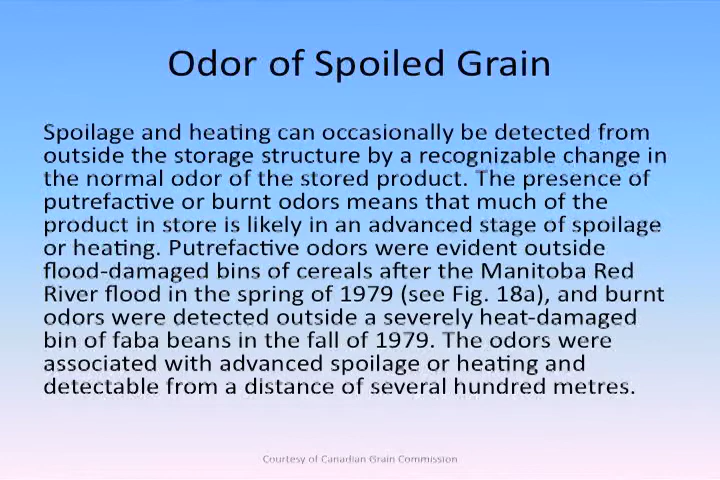 Odor of Spoiled Grain
Spoilage and heating can occasionally be detected from
outside the storage structure by a recognizable change in
the normal odor of the stored product. The presence of
putrefactive or burnt odors means that much of the
product in store is likely in an advanced stage of spoilage
or heating. Putrefactive odors were evident outside
flood-damaged bins of cereals after the Manitoba Red
River flood in the spring of 1979 (see Fig. 18a), and burnt
odors were detected outside a severely heat-damaged
bin of faba beans in the fall of 1979. The odors were
associated with advanced spoilage or heating and
detectable from a distance of several hundred metres.
Courtesy of Canadian Grain Commission